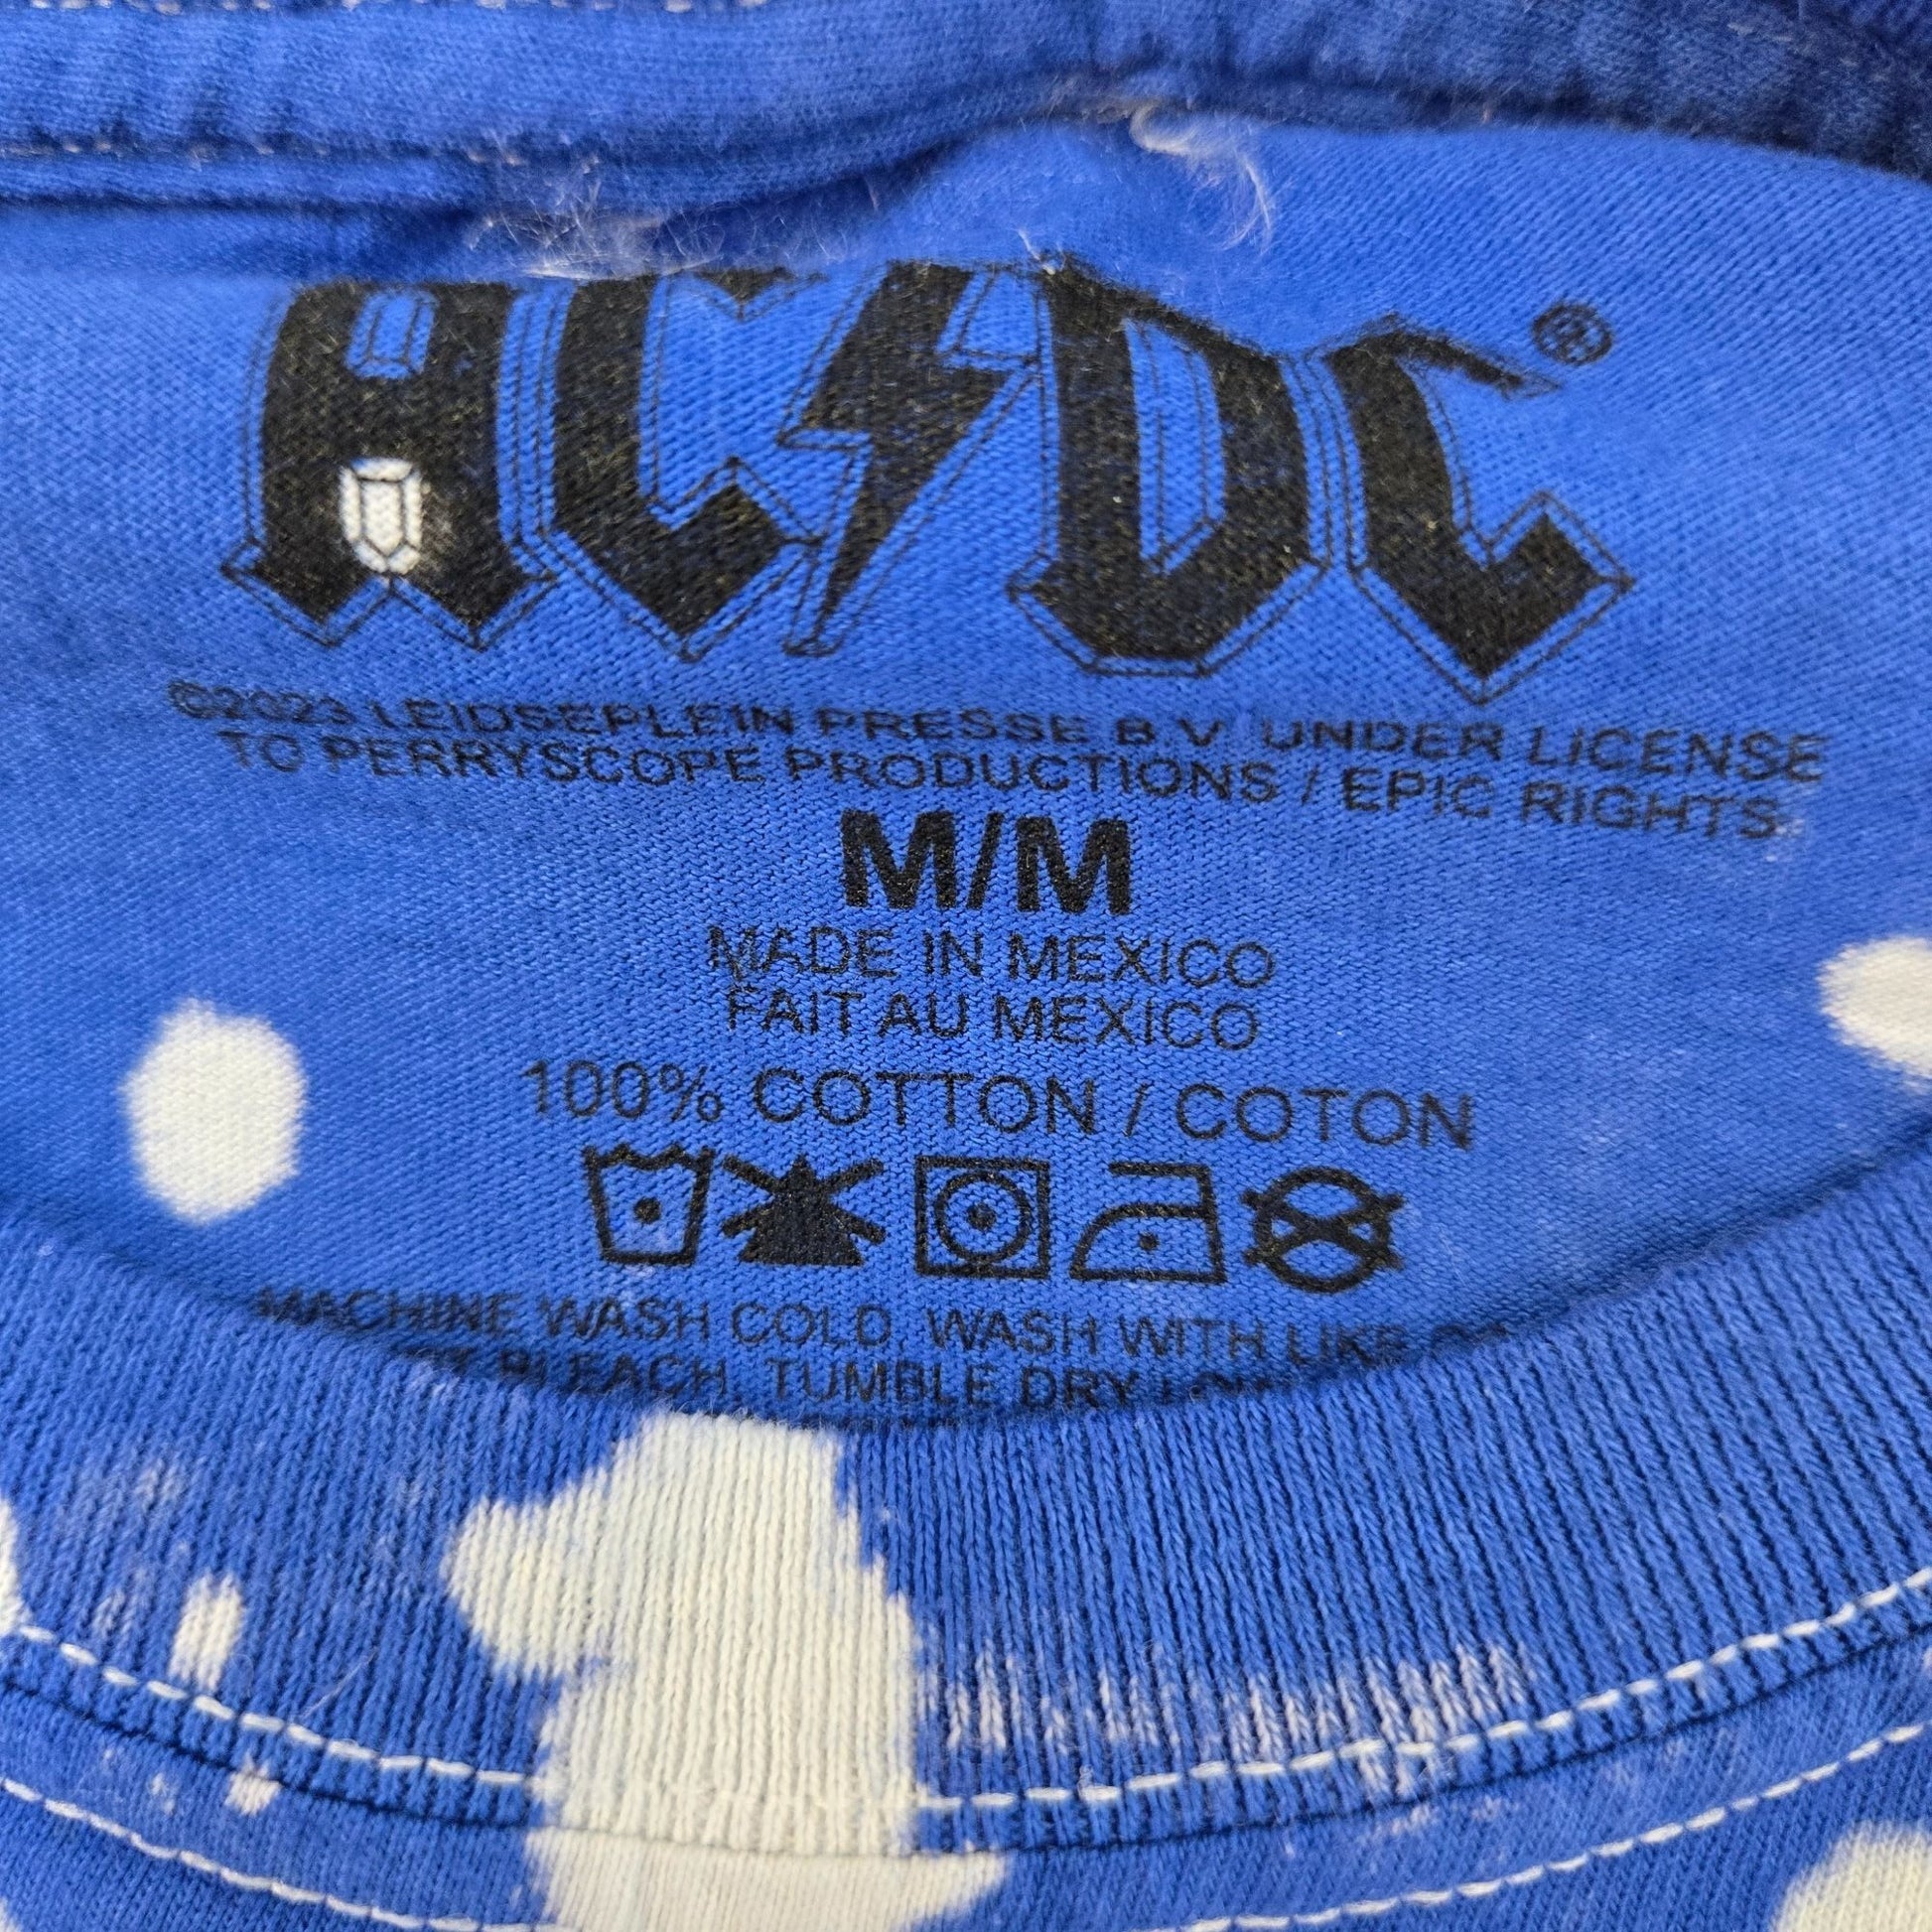 AC/DC®
©2023 LEIDSEPLEIN PRESSE B.V. UNDER LICENSE
TO PERRYSCOPE PRODUCTIONS / EPIC RIGHTS.
M/M
MADE IN MEXICO
FAIT AU MEXICO
100% COTTON / COTON
MACHINE WASH COLD, WASH WITH LIKE
BLEACH, TUMBLE DRY